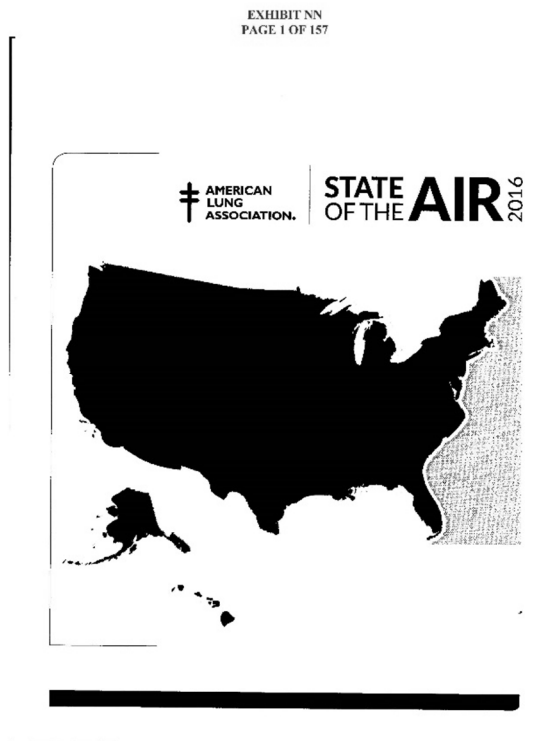 EXHIBIT NN
PAGE 1 OF 157
AMERICAN
LUNG
ASSOCIATION.
STATE
OF THE
AIR
2016